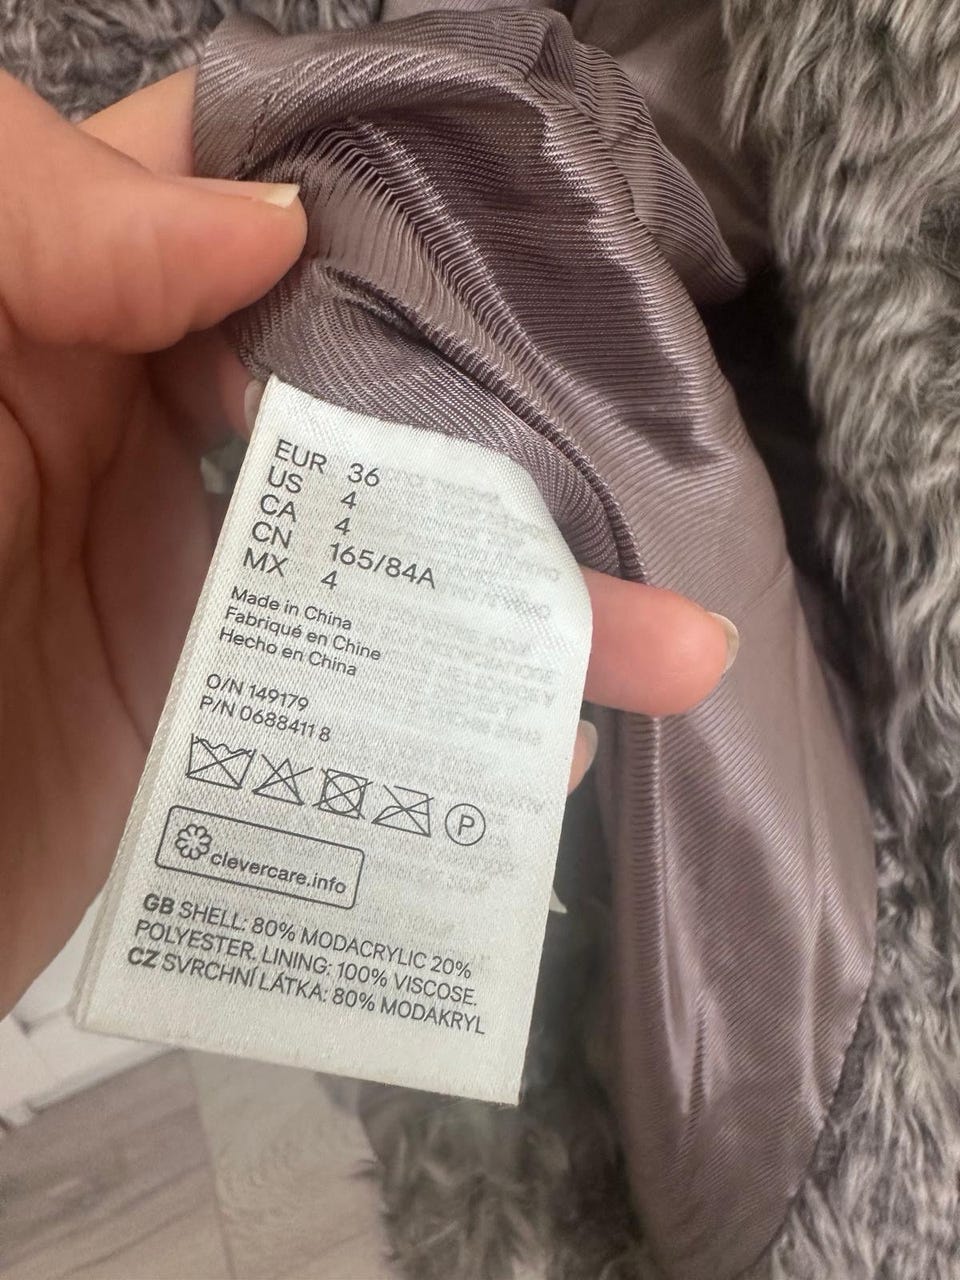 EUR 36
US 4
CA 4
CN 165/84A
MX 4
Made in China
Fabriqué en Chine
Hecho en China
O/N 149179
P/N 0688411 8
P
clevercare.info
GB SHELL: 80% MODACRYLIC 20%
POLYESTER. LINING: 100% VISCOSE.
CZ SVRCHNÍ LÁTKA: 80% MODAKRYL